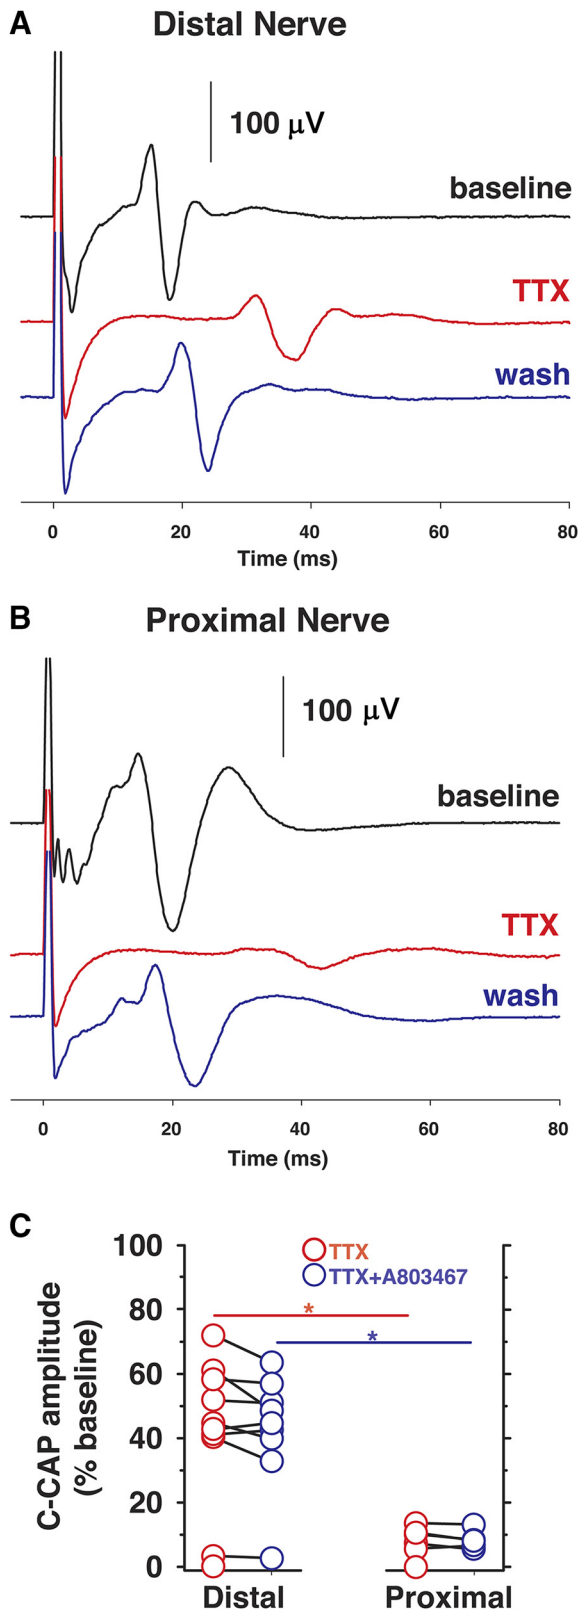 A
Distal Nerve
100 μV
baseline
TTX
wash
0 20 40 60 80
Time (ms)
B
Proximal Nerve
100 μV
baseline
TTX
wash
0 20 40 60 80
Time (ms)
C
C-CAP amplitude
(% baseline)
100
80
60
40
20
0
TTX
TTX+A803467
*
*
Distal Proximal